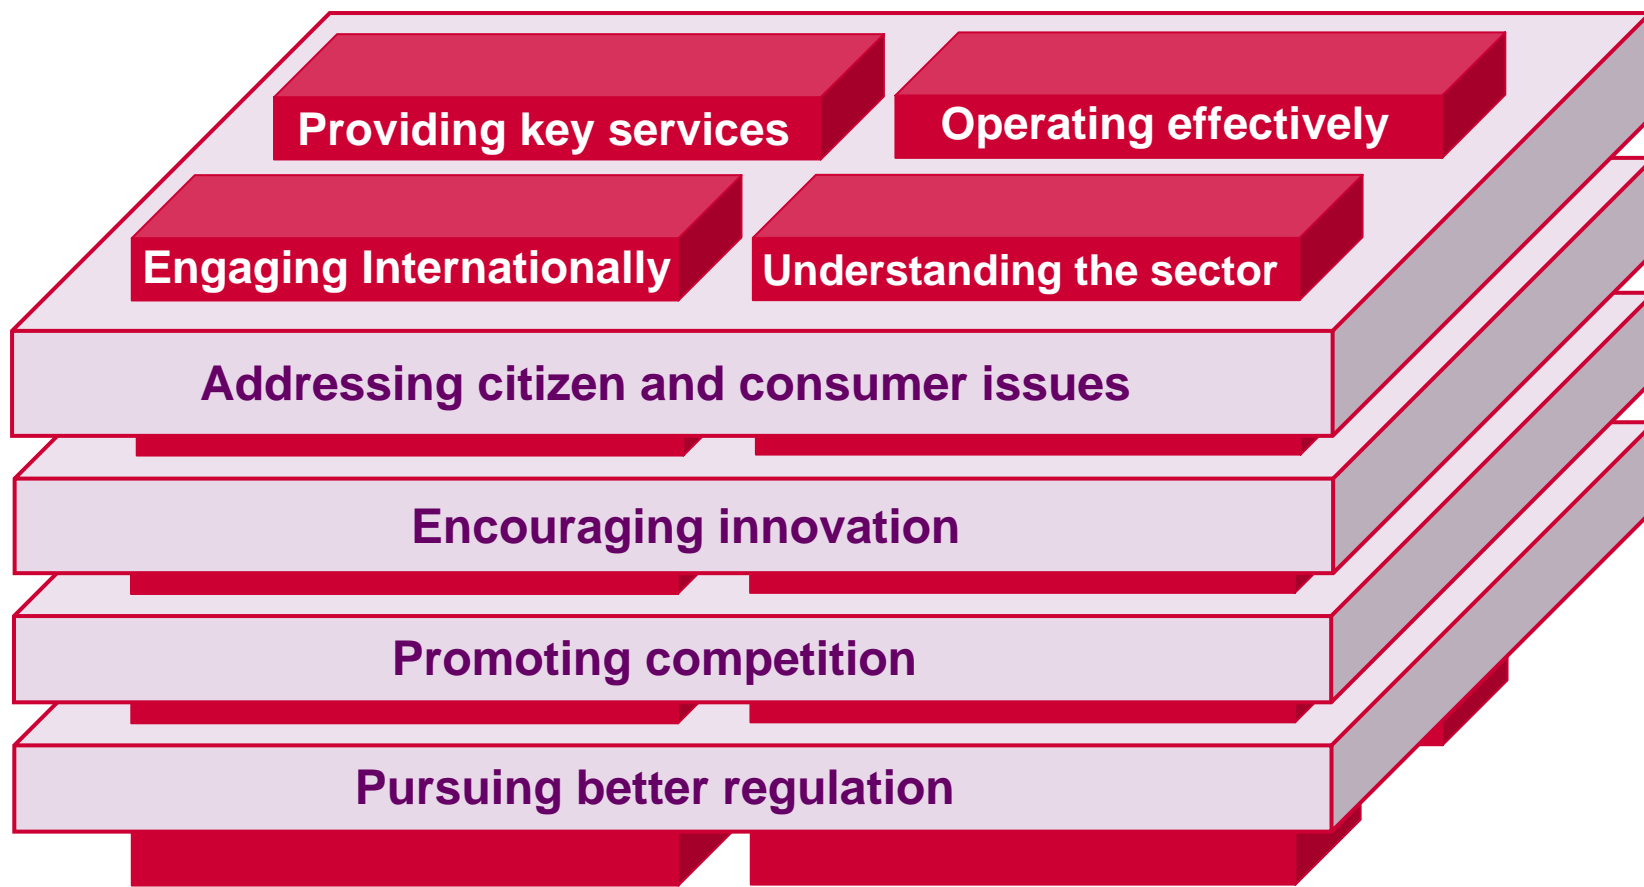 Providing key services
Operating effectively
Engaging Internationally
Understanding the sector
Addressing citizen and consumer issues
Encouraging innovation
Promoting competition
Pursuing better regulation